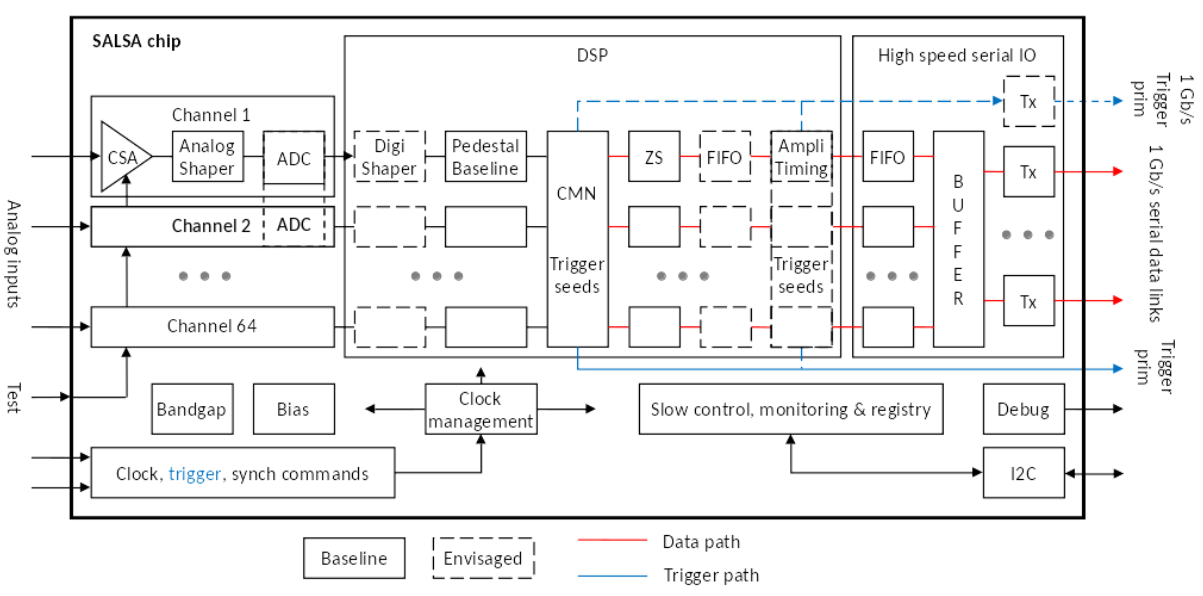 SALSA chip
DSP
High speed serial IO
Channel 1
CSA
Analog
Shaper
ADC
Digi
Shaper
Pedestal
Baseline
CMN
Trigger
seeds
ZS
FIFO
Ampli
Timing
Trigger
seeds
FIFO
BUFFER
Tx
Tx
Tx
1 Gb/s
Trigger
prim
1 Gb/s serial data links
Trigger
prim
Analog inputs
Channel 2
ADC
Channel 64
Test
Bandgap
Bias
Clock
management
Slow control, monitoring & registry
Debug
Clock, trigger, synch commands
I2C
Baseline
Envisaged
Data path
Trigger path